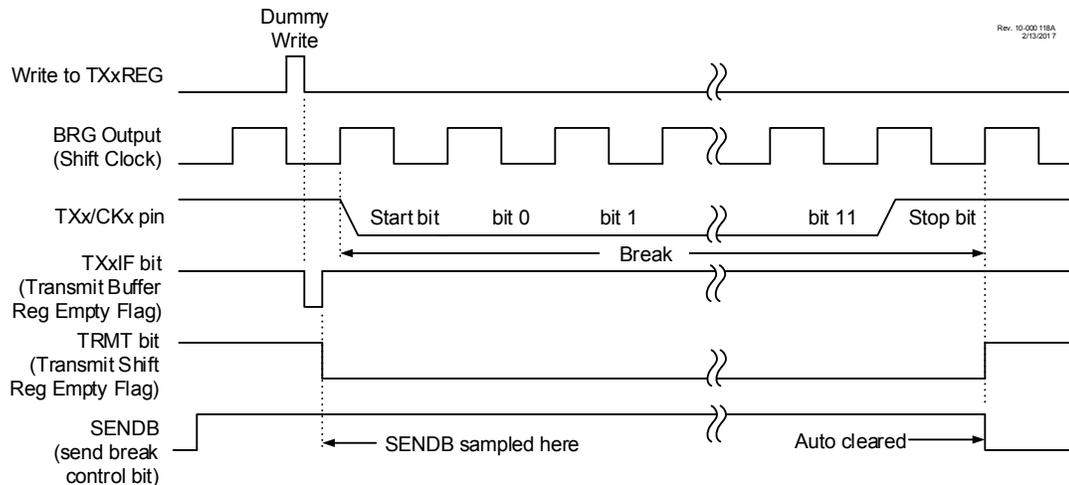 Dummy
Write
Rev. 10-000 118A
2/13/201 7
Write to TXxREG
BRG Output
(Shift Clock)
TXx/CKx pin
Start bit
bit 0
bit 1
bit 11
Stop bit
Break
TXxIF bit
(Transmit Buffer
Reg Empty Flag)
TRMT bit
(Transmit Shift
Reg Empty Flag)
SENDB
(send break
control bit)
SENDB sampled here
Auto cleared